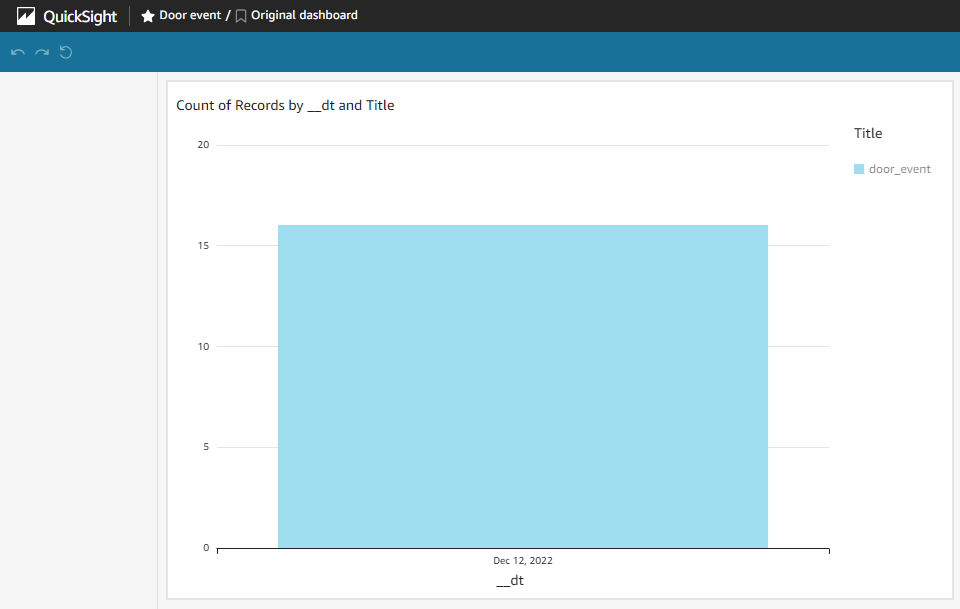 QuickSight Door event / Original dashboard
Count of Records by __dt and Title
Title
door_event
20
15
10
5
0
Dec 12, 2022
__dt